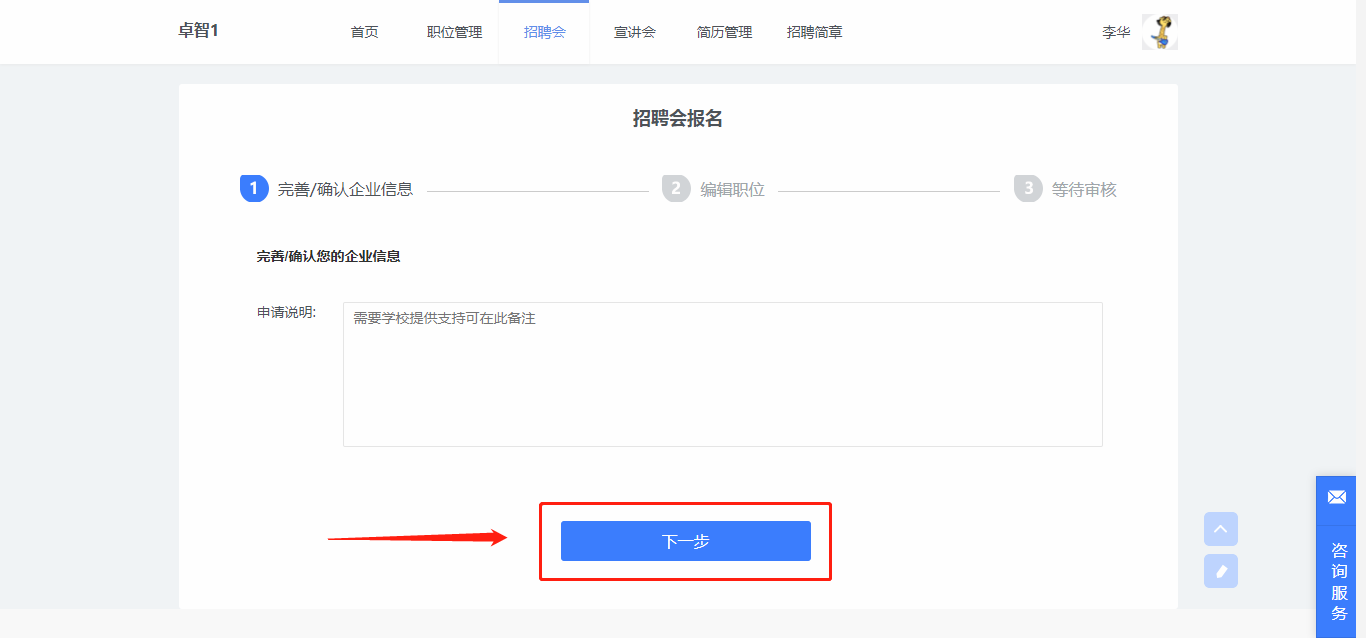 卓智1 首页 职位管理 招聘会 宣讲会 简历管理 招聘简章 李华
招聘会报名
1 完善/确认企业信息 2 编辑职位 3 等待审核
完善/确认您的企业信息
申请说明: 需要学校提供支持可在此备注
下一步
咨询服务